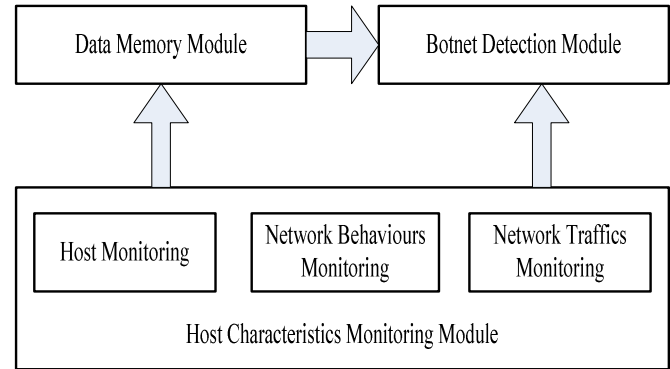 Data Memory Module
Botnet Detection Module
Host Monitoring
Network Behaviours
Monitoring
Network Traffics
Monitoring
Host Characteristics Monitoring Module